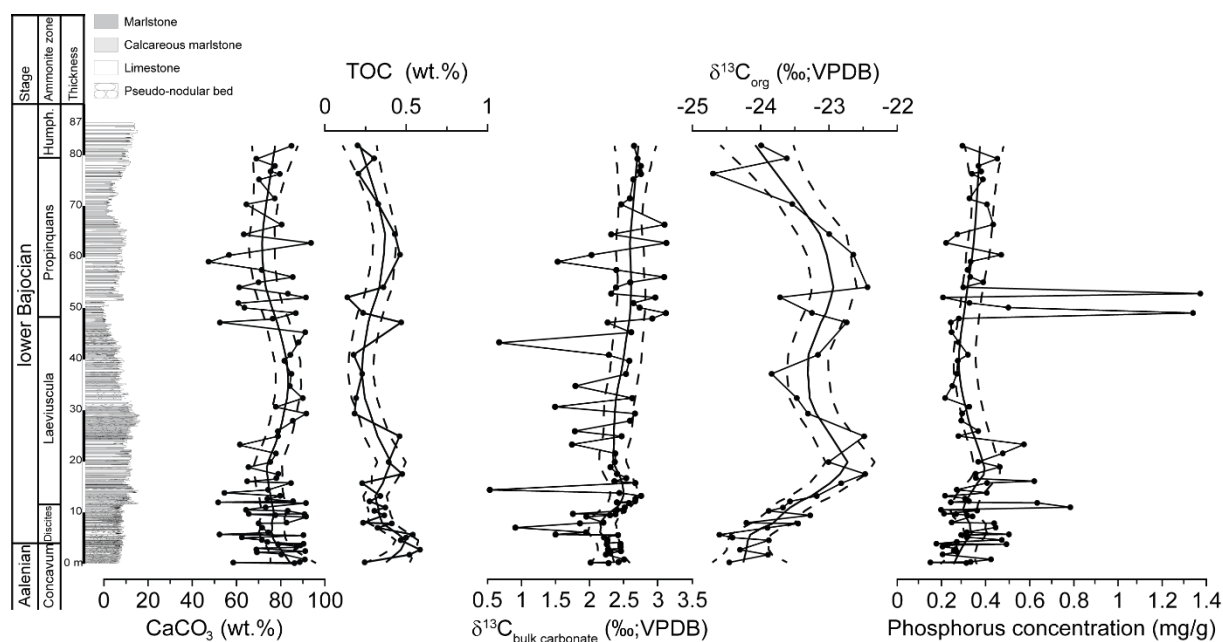 Stage
Ammonite zone
Thickness
Marlstone
Calcareous marlstone
Limestone
Pseudo-nodular bed
TOC (wt.%)
0 0.5 1
δ13Corg (‰;VPDB)
-25 -24 -23 -22
lower Bajocian
Aalenian
Humph.
Propinquans
Laeviuscula
Discites
Concavum
87
80
70
60
50
40
30
20
10
0 m
0 20 40 60 80 100
CaCO3 (wt.%)
0.5 1 1.5 2 2.5 3 3.5
δ13Cbulk carbonate (‰;VPDB)
0 0.2 0.4 0.6 0.8 1 1.2 1.4
Phosphorus concentration (mg/g)